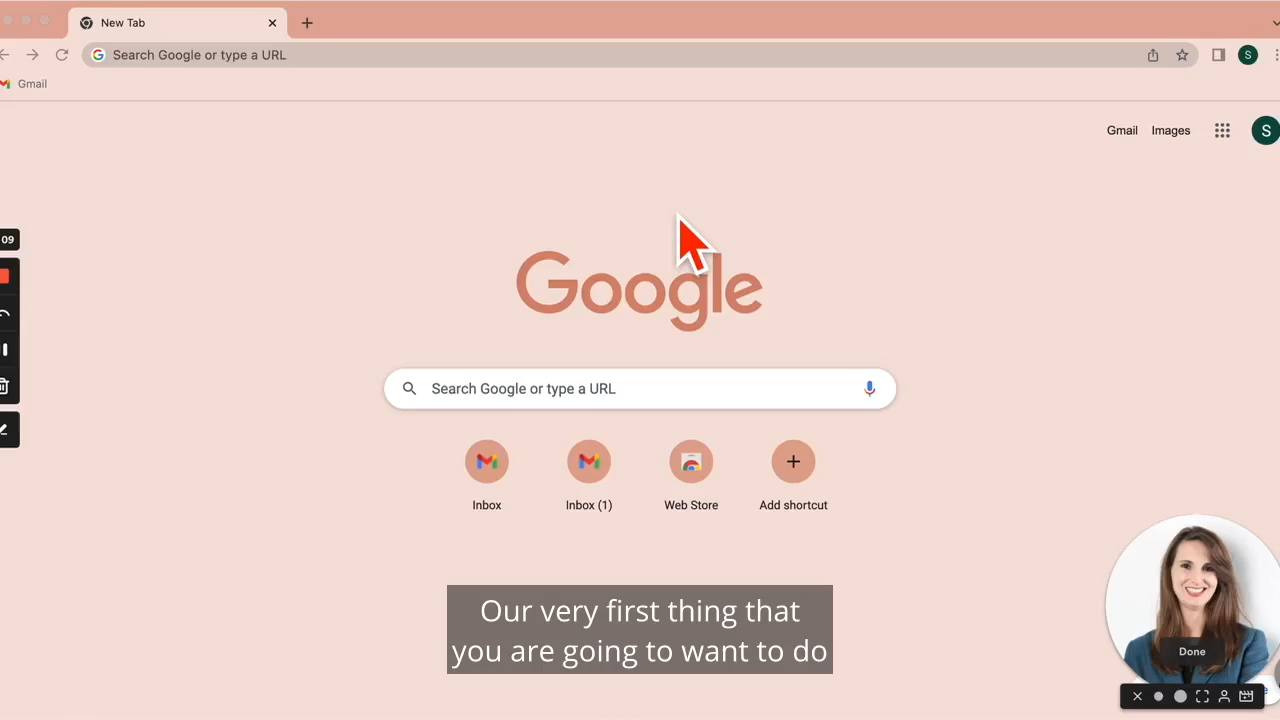 New Tab
Search Google or type a URL
S
Gmail
Gmail Images
S
09
Google
Search Google or type a URL
Inbox
Inbox (1)
Web Store
Add shortcut
Our very first thing that
you are going to want to do
Done